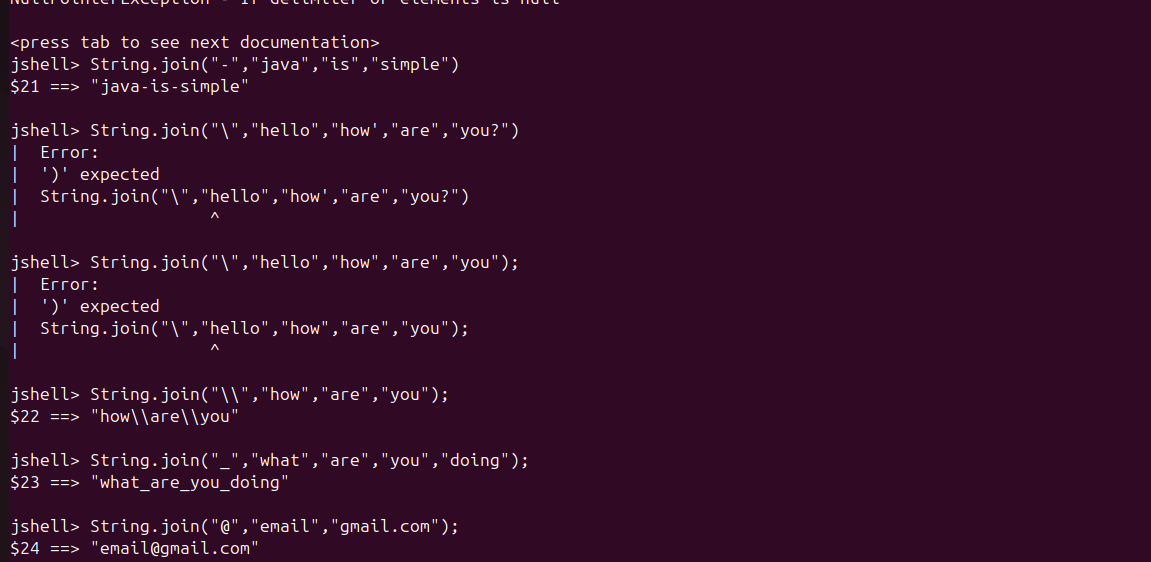 NullPointerException - If delimiter or elements is null
<press tab to see next documentation>
jshell> String.join("-","java","is","simple")
$21 ==> "java-is-simple"
jshell> String.join("\","hello","how',"are","you?")
|  Error:
|  ')' expected
|  String.join("\","hello","how',"are","you?")
|                    ^
jshell> String.join("\","hello","how","are","you");
|  Error:
|  ')' expected
|  String.join("\","hello","how","are","you");
|                    ^
jshell> String.join("\\","how","are","you");
$22 ==> "how\\are\\you"
jshell> String.join("_","what","are","you","doing");
$23 ==> "what_are_you_doing"
jshell> String.join("@","email","gmail.com");
$24 ==> "email@gmail.com"